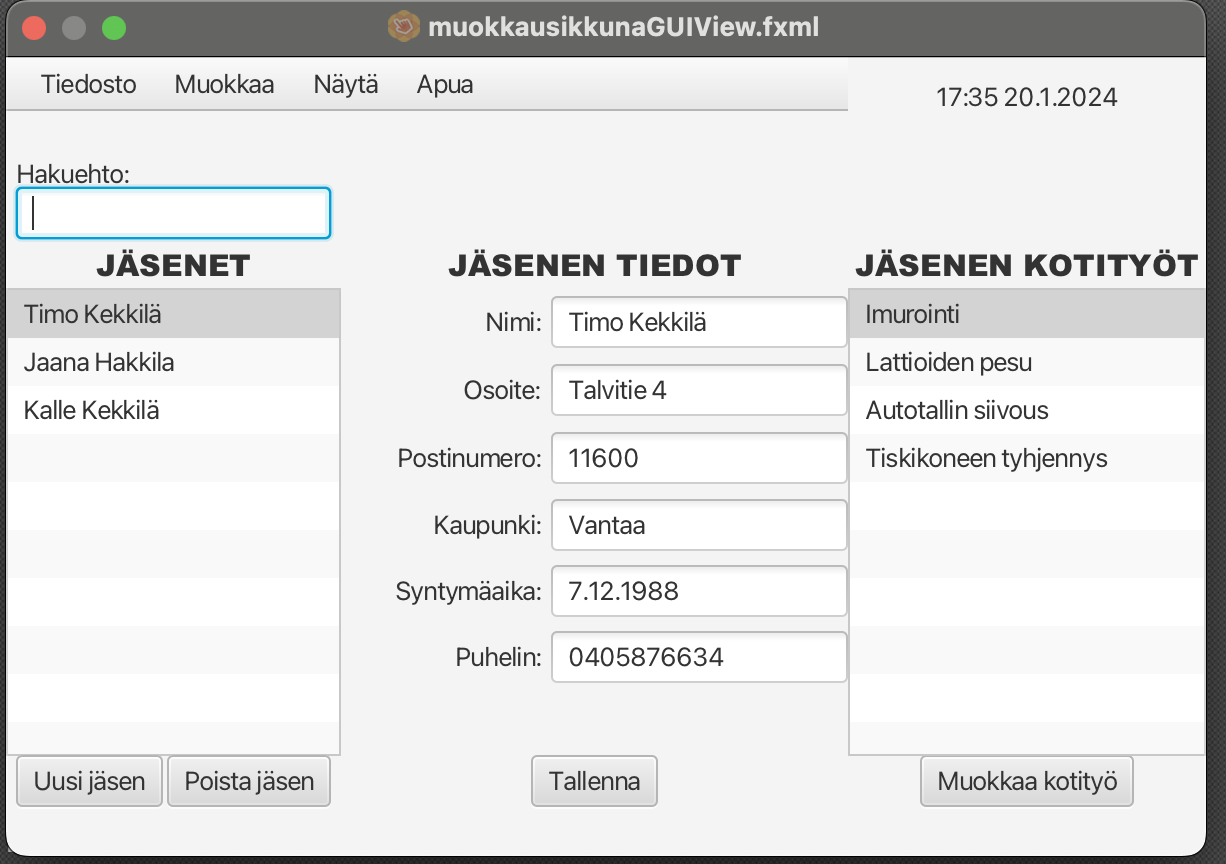 muokkausikkunaGUIView.fxml
Tiedosto Muokkaa Näytä Apua
17:35 20.1.2024
Hakuehto:
JÄSENET
Timo Kekkilä
Jaana Hakkila
Kalle Kekkilä
Uusi jäsen Poista jäsen
JÄSENEN TIEDOT
Nimi: Timo Kekkilä
Osoite: Talvitie 4
Postinumero: 11600
Kaupunki: Vantaa
Syntymäaika: 7.12.1988
Puhelin: 0405876634
Tallenna
JÄSENEN KOTITYÖT
Imurointi
Lattioiden pesu
Autotallin siivous
Tiskikoneen tyhjennys
Muokkaa kotityö